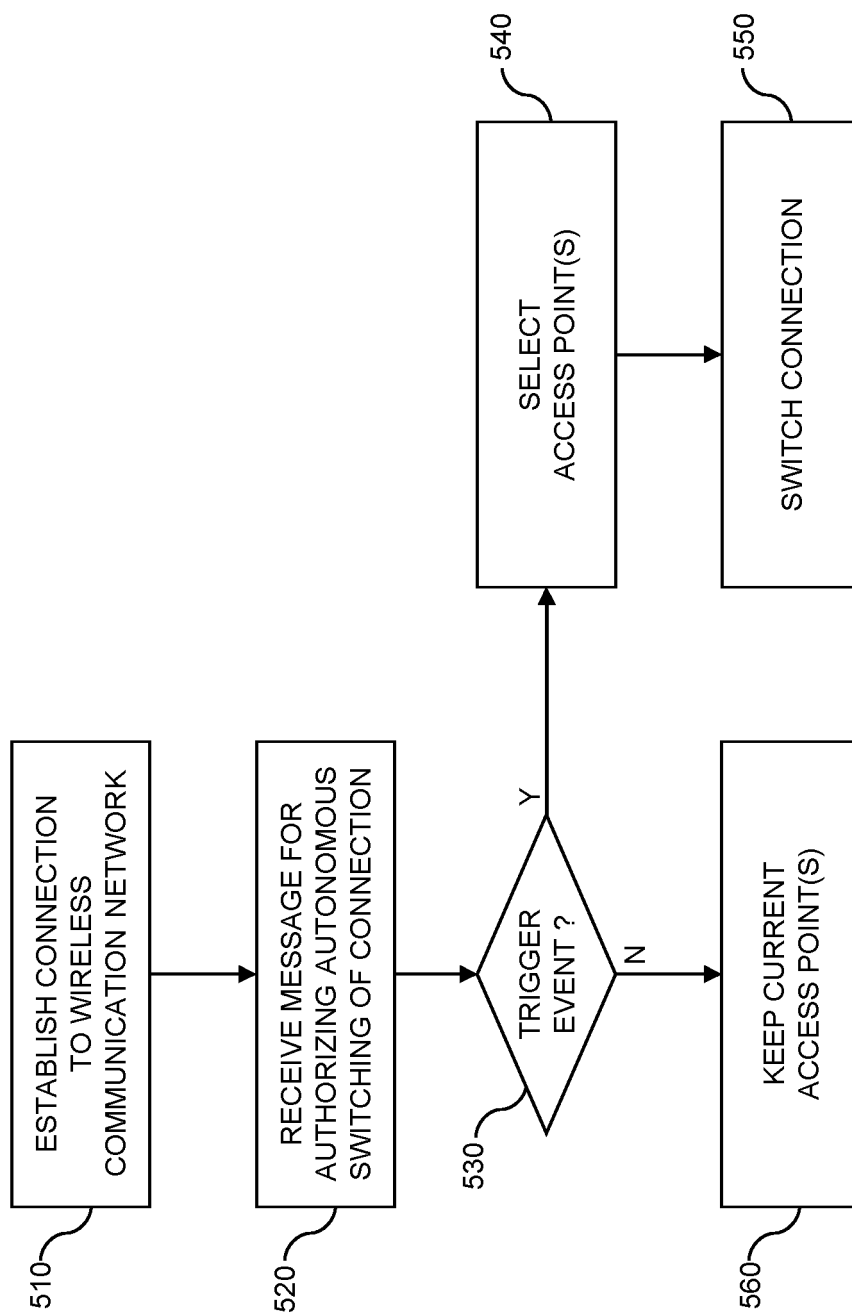 510
ESTABLISH CONNECTION
TO WIRELESS
COMMUNICATION NETWORK
520
RECEIVE MESSAGE FOR
AUTHORIZING AUTONOMOUS
SWITCHING OF CONNECTION
530
TRIGGER
EVENT ?
Y
N
540
SELECT
ACCESS POINT(S)
550
SWITCH CONNECTION
560
KEEP CURRENT
ACCESS POINT(S)